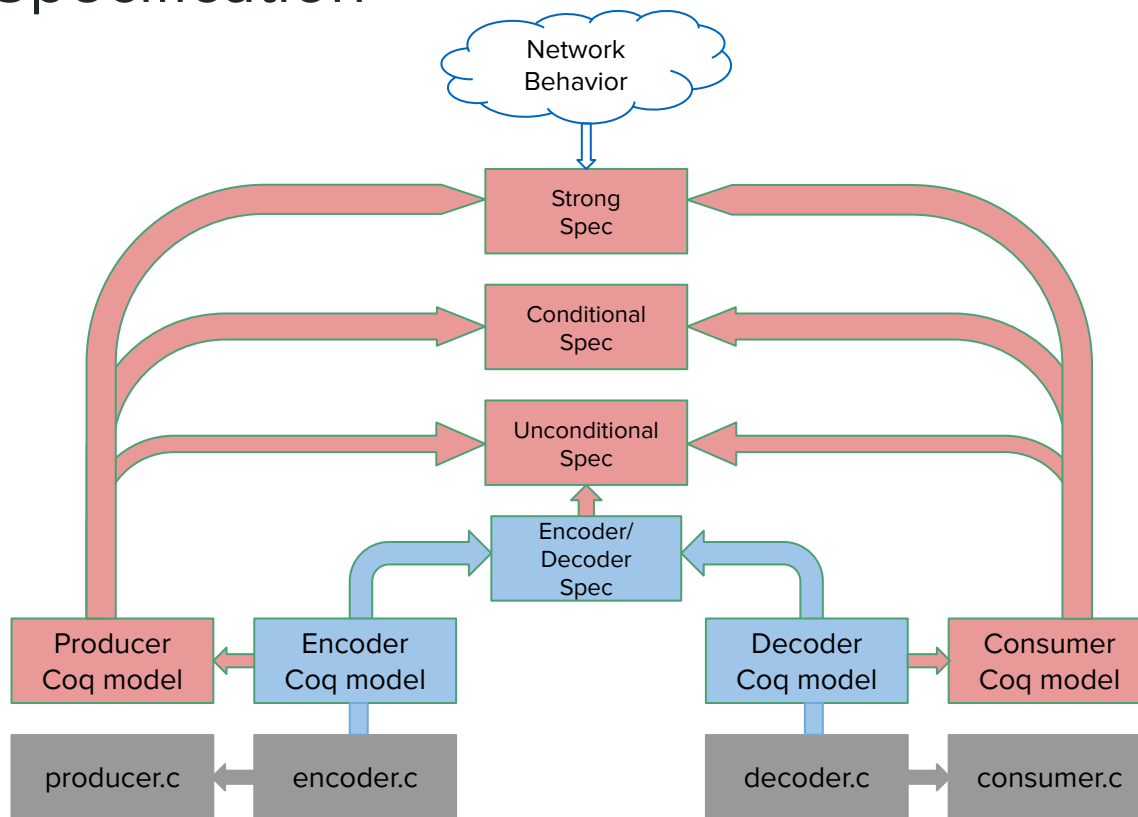 Specification
Network
Behavior
Strong
Spec
Conditional
Spec
Unconditional
Spec
Encoder/
Decoder
Spec
Producer
Coq model
Encoder
Coq model
Decoder
Coq model
Consumer
Coq model
producer.c
encoder.c
decoder.c
consumer.c